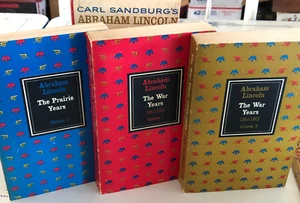 CARL SANDBURG'S
ABRAHAM LINCOLN
Abraham
Lincoln
The Prairie
Years
Abraham
Lincoln
The War
Years
Abraham
Lincoln
The War
Years